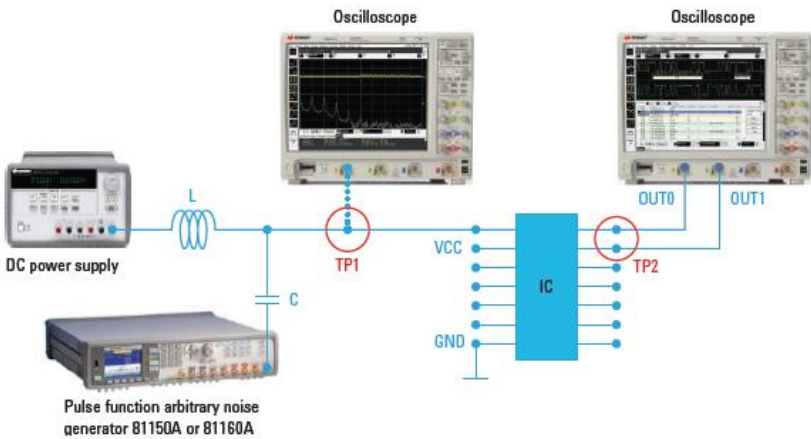 Oscilloscope
Oscilloscope
L
OUT0
OUT1
DC power supply
TP1
VCC
TP2
IC
C
GND
Pulse function arbitrary noise
generator 81150A or 81160A